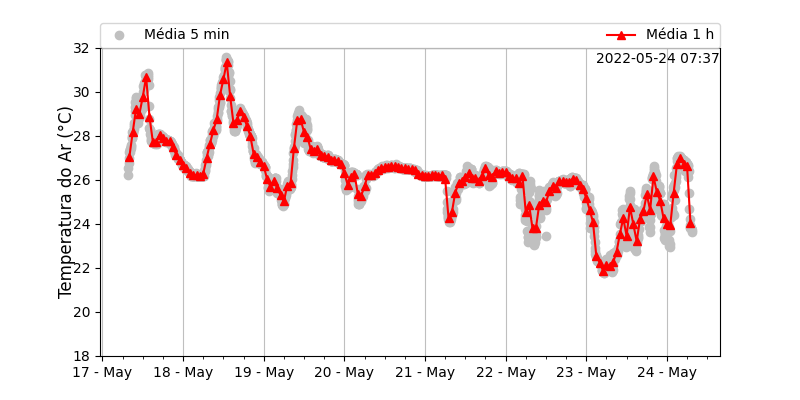 Média 5 min
Média 1 h
2022-05-24 07:37
Temperatura do Ar (°C)
32
30
28
26
24
22
20
18
17 - May
18 - May
19 - May
20 - May
21 - May
22 - May
23 - May
24 - May